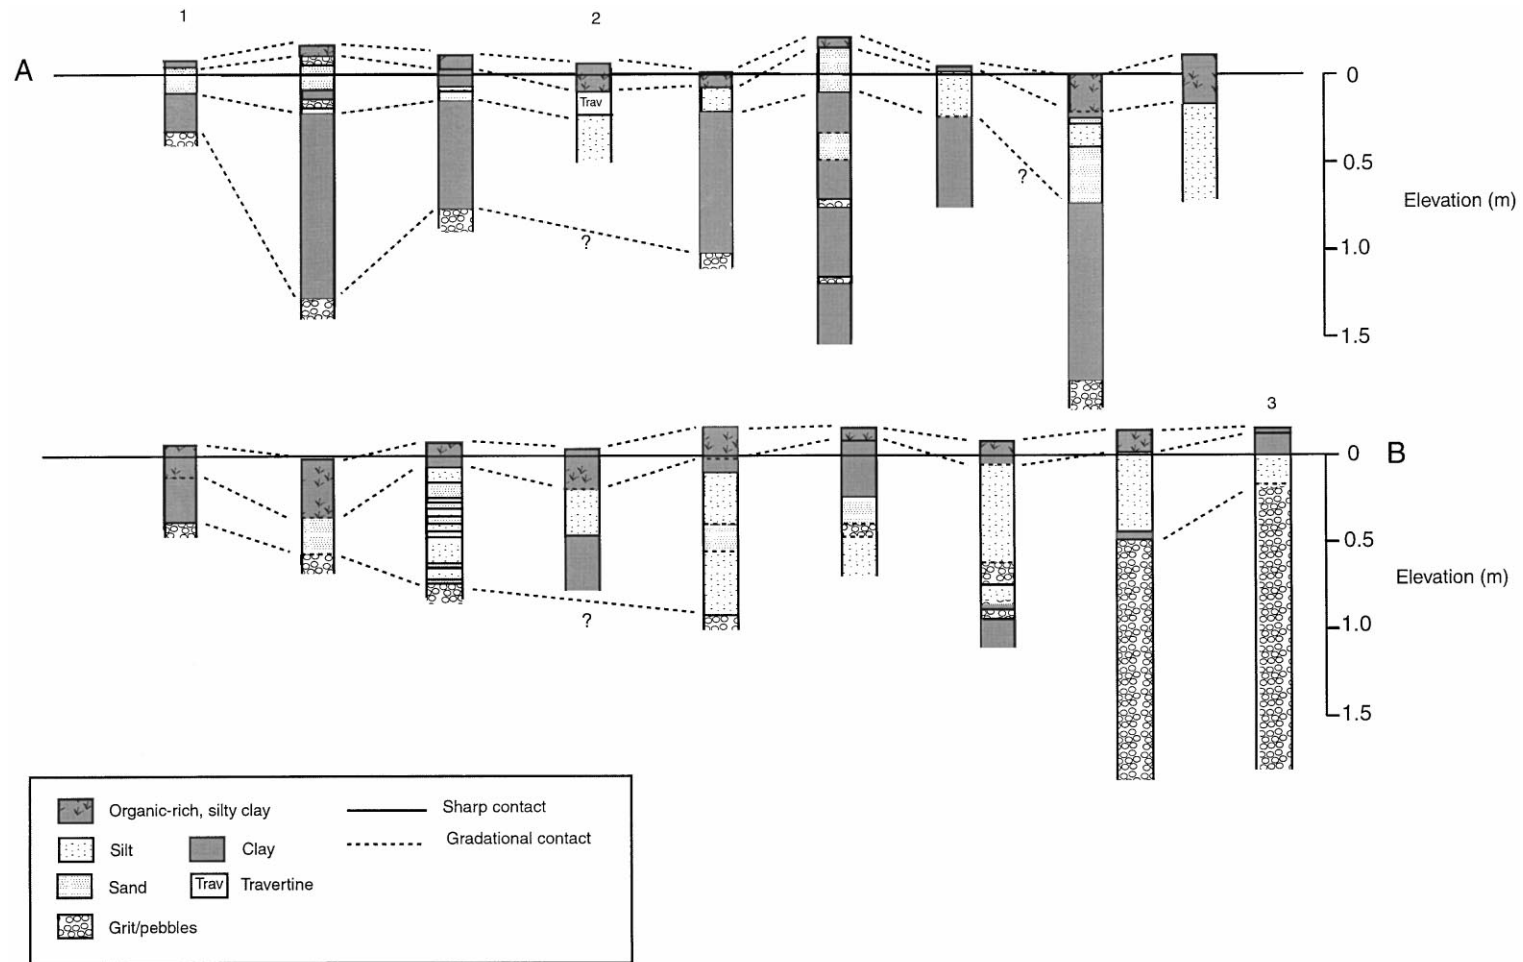 1
2
A
0
Trav
0.5
?
Elevation (m)
1.0
?
1.5
3
0
B
0.5
Elevation (m)
?
1.0
1.5
Organic-rich, silty clay
Sharp contact
Silt
Clay
Gradational contact
Sand
Trav
Travertine
Grit/pebbles